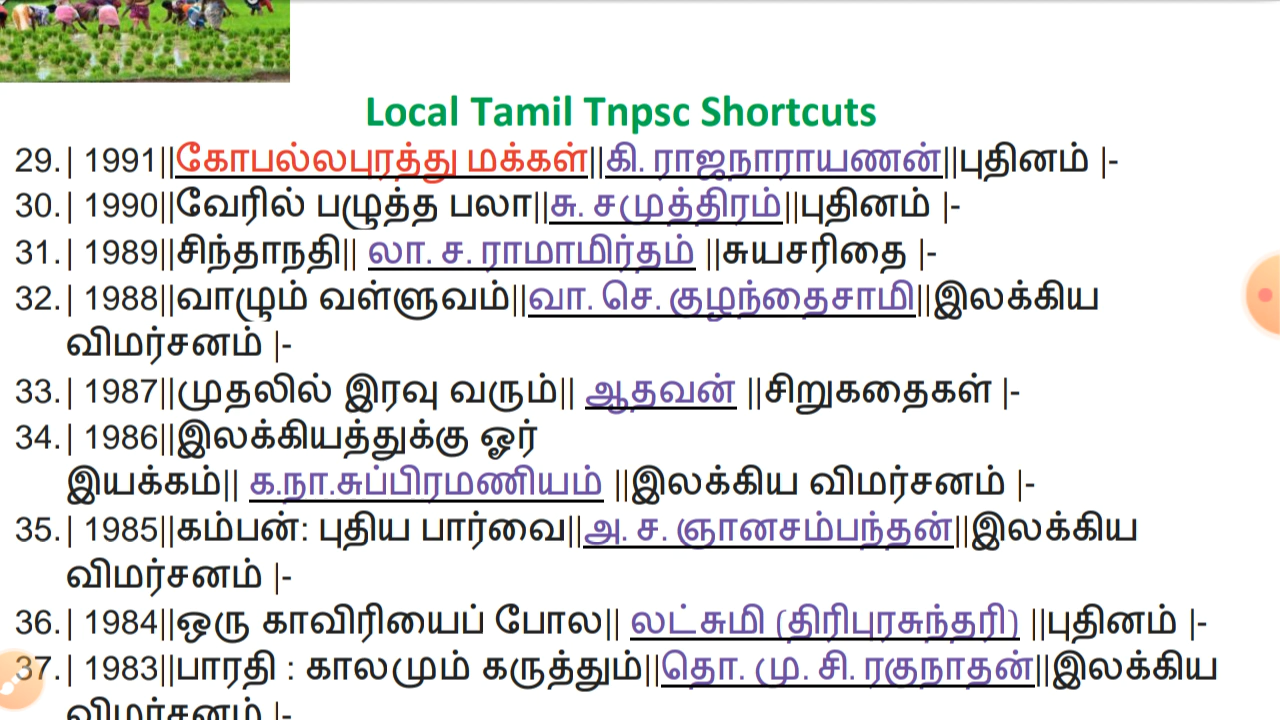 Local Tamil Tnpsc Shortcuts
29.| 1991||கோபல்லபுரத்து மக்கள்||கி. ராஜநாராயணன்||புதினம் |-
30.| 1990||வேரில் பழுத்த பலா||சு. சமுத்திரம்||புதினம் |-
31.| 1989||சிந்தாநதி|| லா. ச. ராமாமிர்தம் ||சுயசரிதை |-
32.| 1988||வாழும் வள்ளுவம்||வா. செ. குழந்தைசாமி||இலக்கிய
விமர்சனம் |-
33.| 1987||முதலில் இரவு வரும்|| ஆதவன் ||சிறுகதைகள் |-
34.| 1986||இலக்கியத்துக்கு ஓர்
இயக்கம்|| க.நா.சுப்பிரமணியம் ||இலக்கிய விமர்சனம் |-
35.| 1985||கம்பன்: புதிய பார்வை||அ. ச. ஞானசம்பந்தன்||இலக்கிய
விமர்சனம் |-
36.| 1984||ஒரு காவிரியைப் போல|| லட்சுமி (திரிபுரசுந்தரி) ||புதினம் |-
37.| 1983||பாரதி : காலமும் கருத்தும்||தொ. மு. சி. ரகுநாதன்||இலக்கிய
விமர்சனம் |-